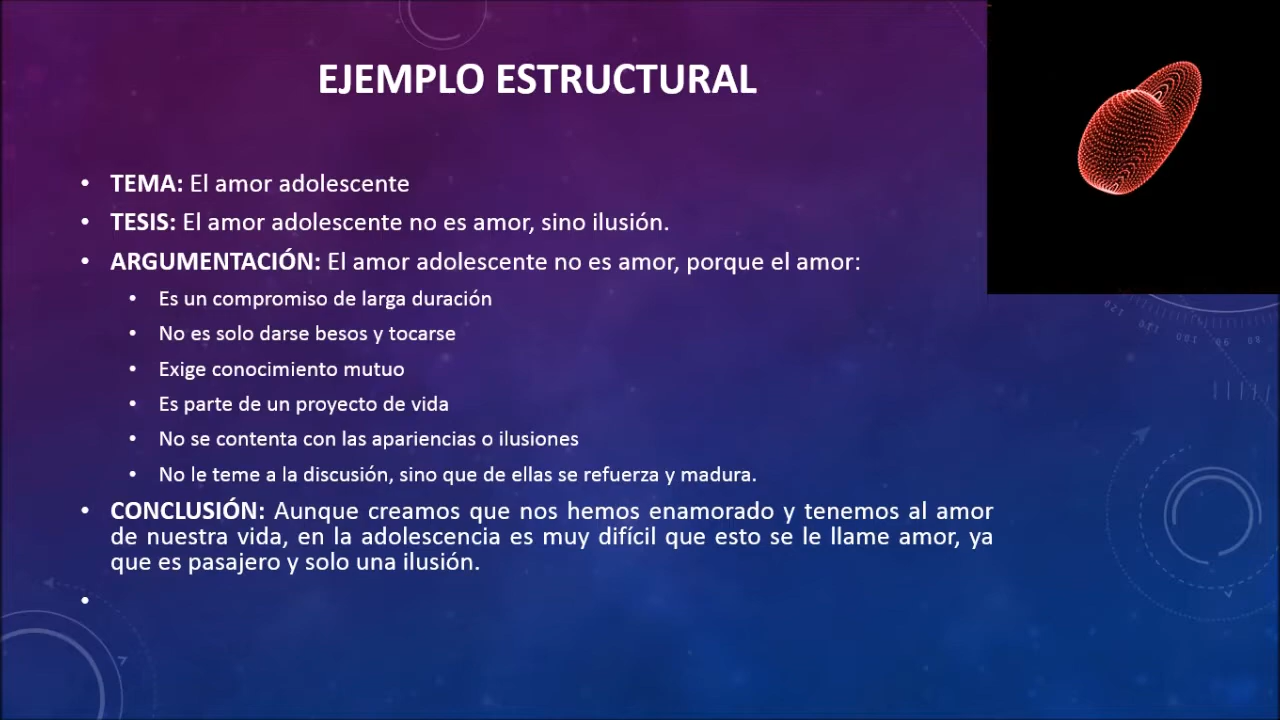 EJEMPLO ESTRUCTURAL
• TEMA: El amor adolescente
• TESIS: El amor adolescente no es amor, sino ilusión.
• ARGUMENTACIÓN: El amor adolescente no es amor, porque el amor:
• Es un compromiso de larga duración
• No es solo darse besos y tocarse
• Exige conocimiento mutuo
• Es parte de un proyecto de vida
• No se contenta con las apariencias o ilusiones
• No le teme a la discusión, sino que de ellas se refuerza y madura.
• CONCLUSIÓN: Aunque creamos que nos hemos enamorado y tenemos al amor
de nuestra vida, en la adolescencia es muy difícil que esto se le llame amor, ya
que es pasajero y solo una ilusión.
•